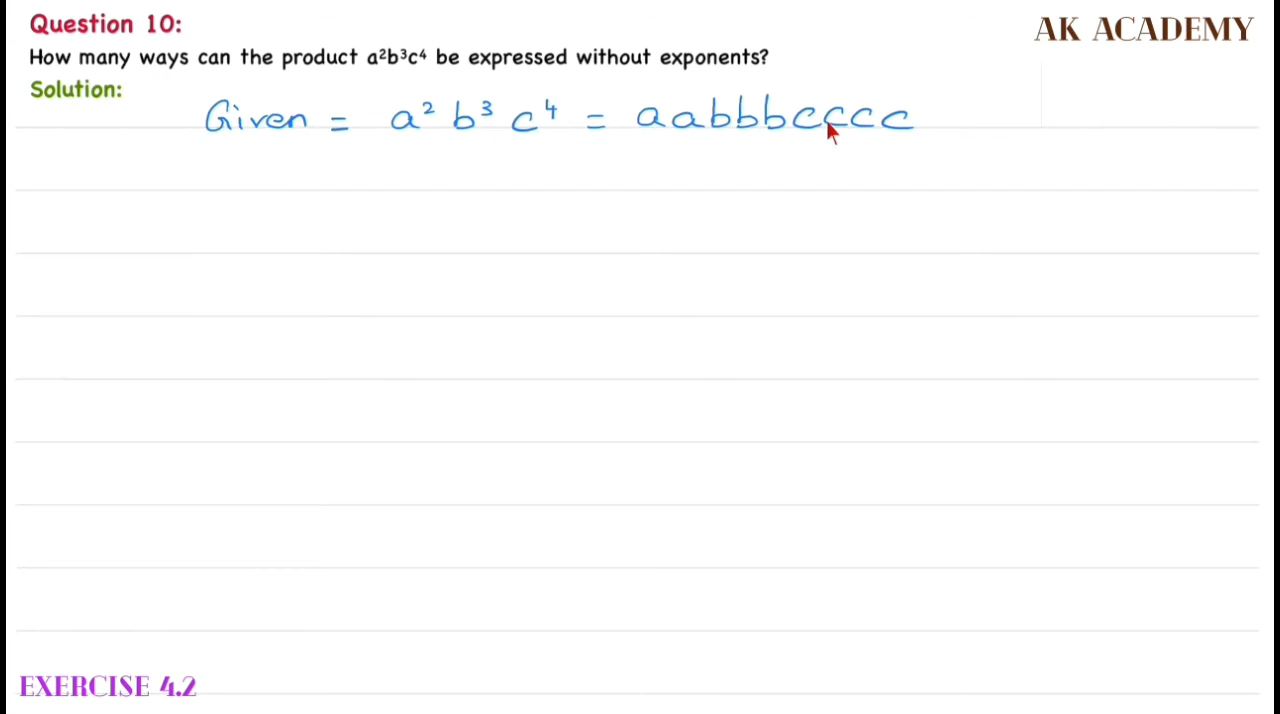 Question 10:
AK ACADEMY
How many ways can the product a²b³c⁴ be expressed without exponents?
Solution:
Given = a² b³ c⁴ = aabbbcccc
EXERCISE 4.2